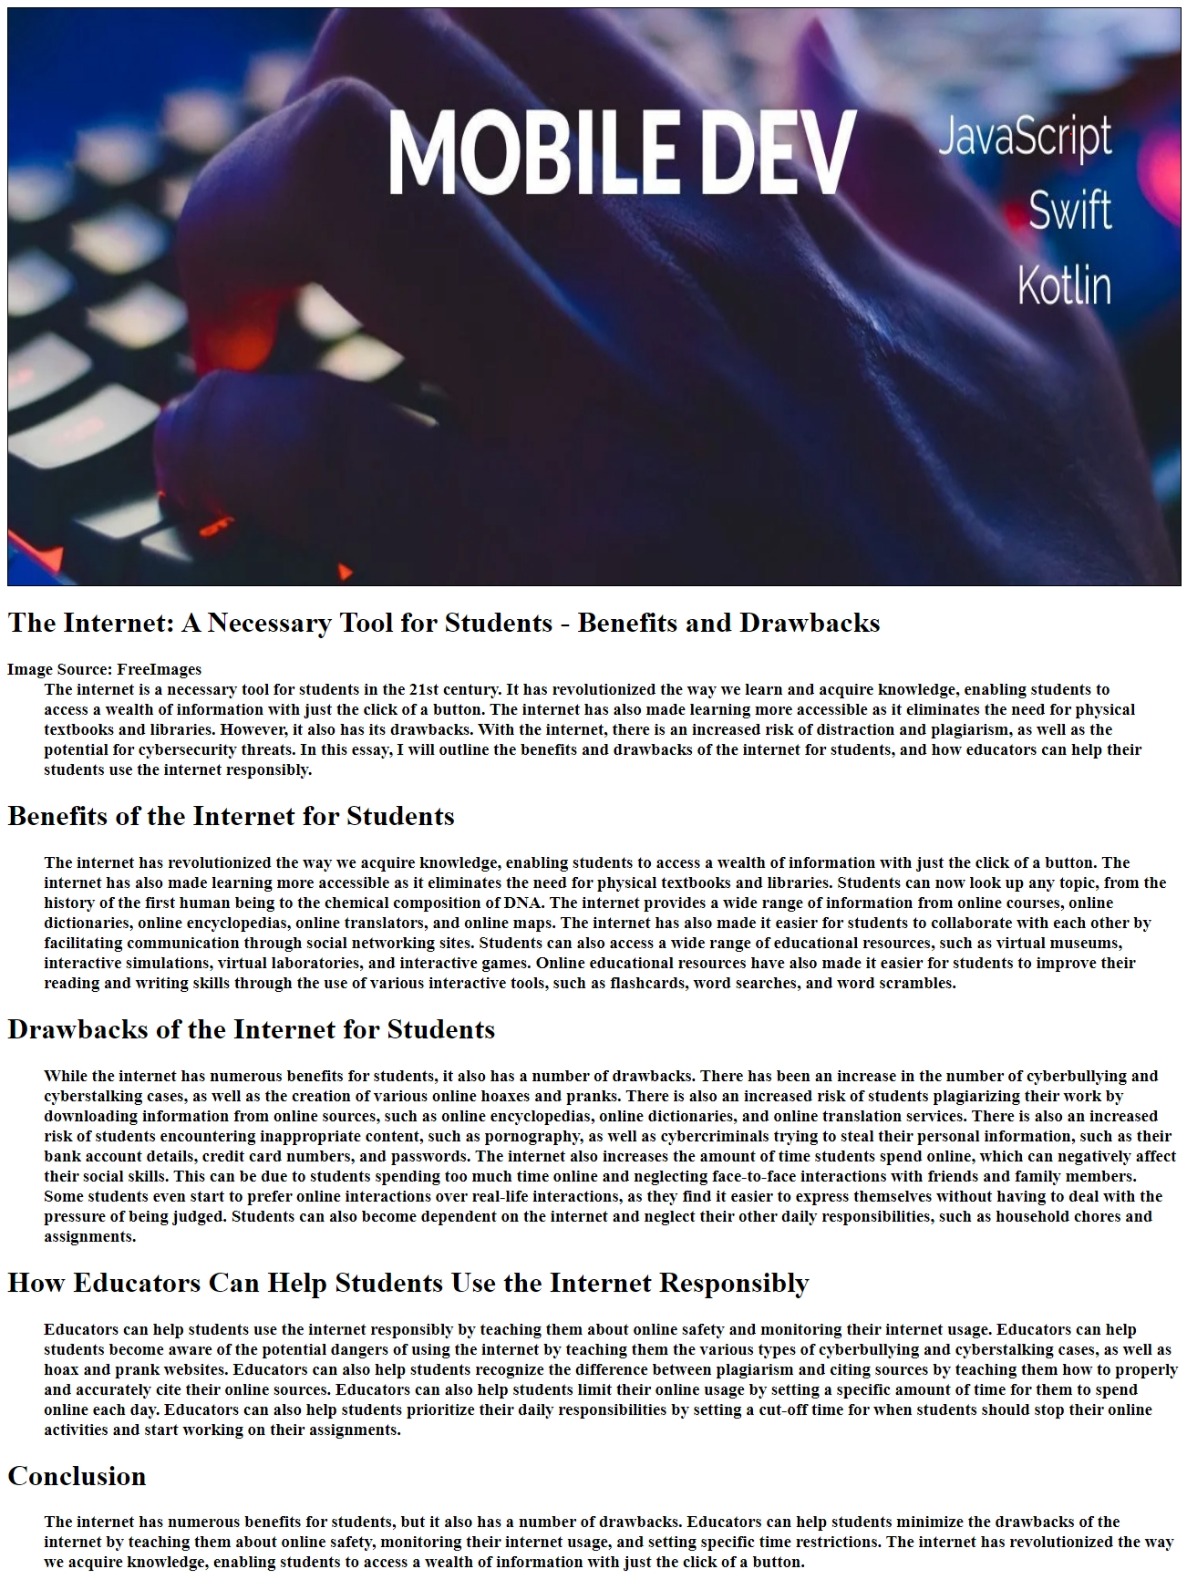 MOBILE DEV
JavaScript
Swift
Kotlin
The Internet: A Necessary Tool for Students - Benefits and Drawbacks
Image Source: FreeImages
The internet is a necessary tool for students in the 21st century. It has revolutionized the way we learn and acquire knowledge, enabling students to
access a wealth of information with just the click of a button. The internet has also made learning more accessible as it eliminates the need for physical
textbooks and libraries. However, it also has its drawbacks. With the internet, there is an increased risk of distraction and plagiarism, as well as the
potential for cybersecurity threats. In this essay, I will outline the benefits and drawbacks of the internet for students, and how educators can help their
students use the internet responsibly.
Benefits of the Internet for Students
The internet has revolutionized the way we acquire knowledge, enabling students to access a wealth of information with just the click of a button. The
internet has also made learning more accessible as it eliminates the need for physical textbooks and libraries. Students can now look up any topic, from the
history of the first human being to the chemical composition of DNA. The internet provides a wide range of information from online courses, online
dictionaries, online encyclopedias, online translators, and online maps. The internet has also made it easier for students to collaborate with each other by
facilitating communication through social networking sites. Students can also access a wide range of educational resources, such as virtual museums,
interactive simulations, virtual laboratories, and interactive games. Online educational resources have also made it easier for students to improve their
reading and writing skills through the use of various interactive tools, such as flashcards, word searches, and word scrambles.
Drawbacks of the Internet for Students
While the internet has numerous benefits for students, it also has a number of drawbacks. There has been an increase in the number of cyberbullying and
cyberstalking cases, as well as the creation of various online hoaxes and pranks. There is also an increased risk of students plagiarizing their work by
downloading information from online sources, such as online encyclopedias, online dictionaries, and online translation services. There is also an increased
risk of students encountering inappropriate content, such as pornography, as well as cybercriminals trying to steal their personal information, such as their
bank account details, credit card numbers, and passwords. The internet also increases the amount of time students spend online, which can negatively affect
their social skills. This can be due to students spending too much time online and neglecting face-to-face interactions with friends and family members.
Some students even start to prefer online interactions over real-life interactions, as they find it easier to express themselves without having to deal with the
pressure of being judged. Students can also become dependent on the internet and neglect their other daily responsibilities, such as household chores and
assignments.
How Educators Can Help Students Use the Internet Responsibly
Educators can help students use the internet responsibly by teaching them about online safety and monitoring their internet usage. Educators can help
students become aware of the potential dangers of using the internet by teaching them the various types of cyberbullying and cyberstalking cases, as well as
hoax and prank websites. Educators can also help students recognize the difference between plagiarism and citing sources by teaching them how to properly
and accurately cite their online sources. Educators can also help students limit their online usage by setting a specific amount of time for them to spend
online each day. Educators can also help students prioritize their daily responsibilities by setting a cut-off time for when students should stop their online
activities and start working on their assignments.
Conclusion
The internet has numerous benefits for students, but it also has a number of drawbacks. Educators can help students minimize the drawbacks of the
internet by teaching them about online safety, monitoring their internet usage, and setting specific time restrictions. The internet has revolutionized the way
we acquire knowledge, enabling students to access a wealth of information with just the click of a button.